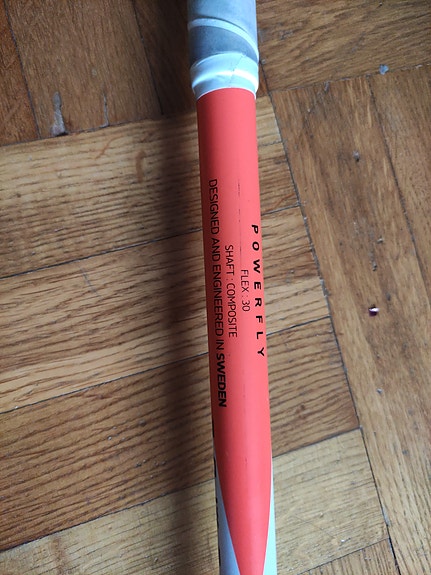 POWERFLY
FLEX : 30
SHAFT : COMPOSITE
DESIGNED AND ENGINEERED IN SWEDEN